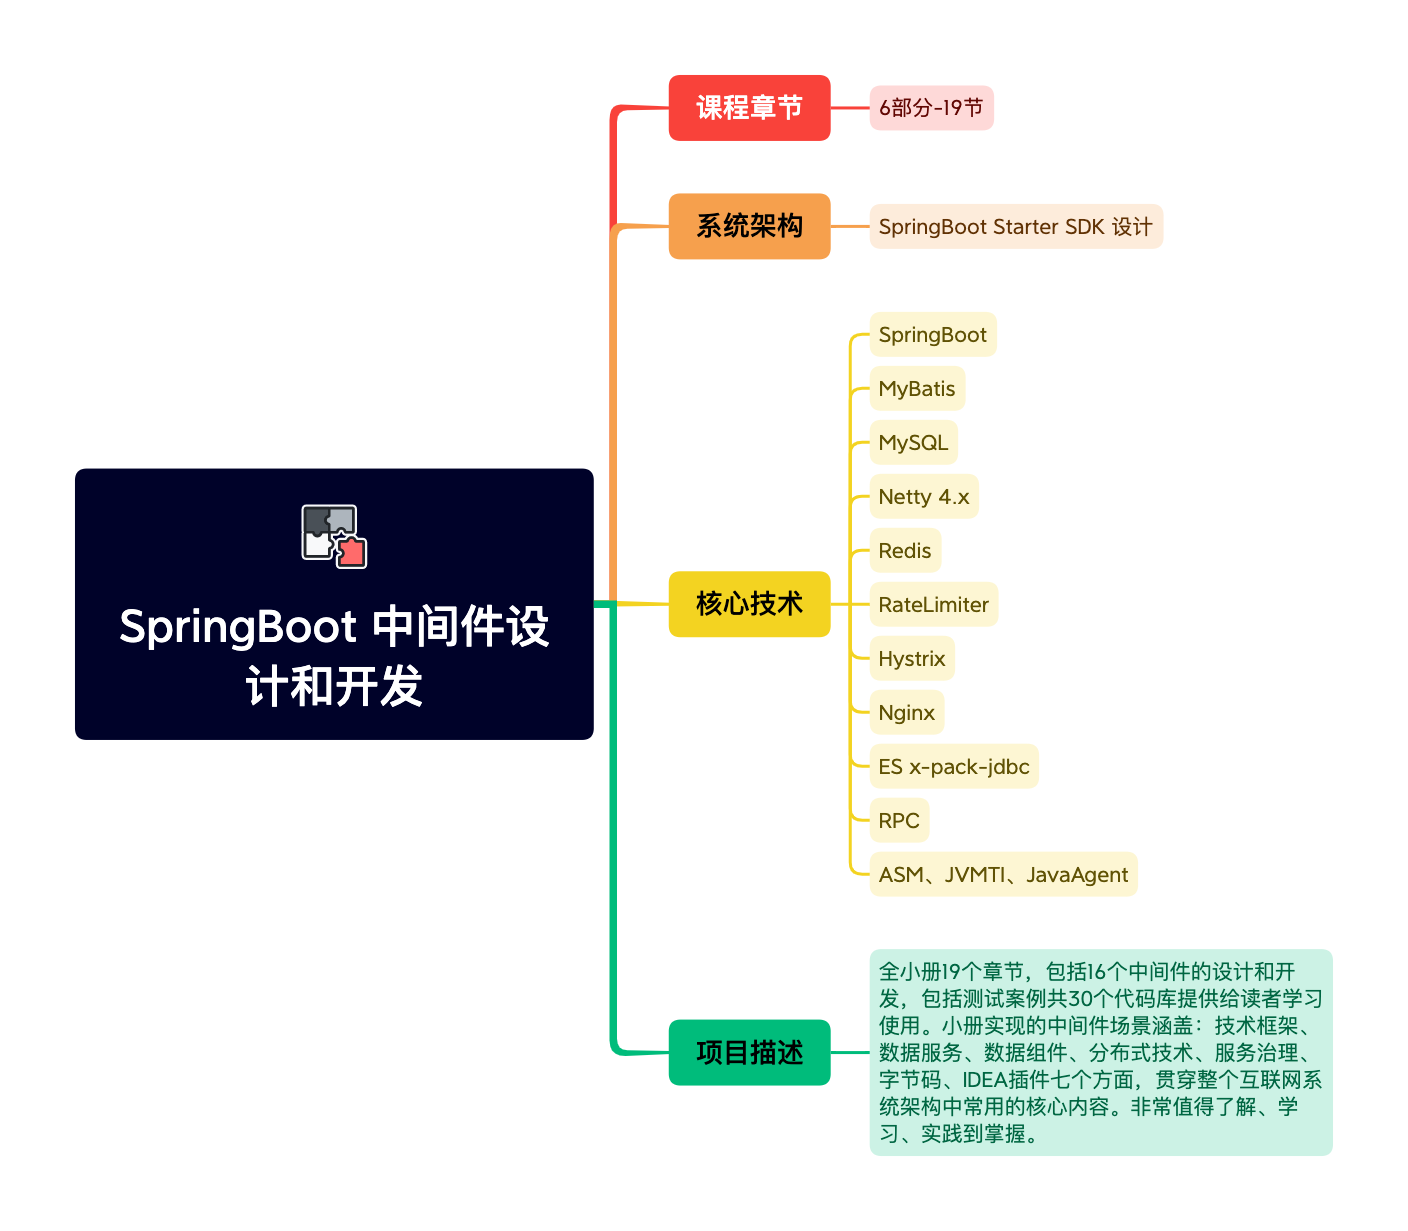 课程章节
6部分-19节
系统架构
SpringBoot Starter SDK 设计
SpringBoot 中间件设
计和开发
核心技术
SpringBoot
MyBatis
MySQL
Netty 4.x
Redis
RateLimiter
Hystrix
Nginx
ES x-pack-jdbc
RPC
ASM、JVMTI、JavaAgent
项目描述
全小册19个章节，包括16个中间件的设计和开
发，包括测试案例共30个代码库提供给读者学习
使用。小册实现的中间件场景涵盖：技术框架、
数据服务、数据组件、分布式技术、服务治理、
字节码、IDEA插件七个方面，贯穿整个互联网系
统架构中常用的核心内容。非常值得了解、学
习、实践到掌握。